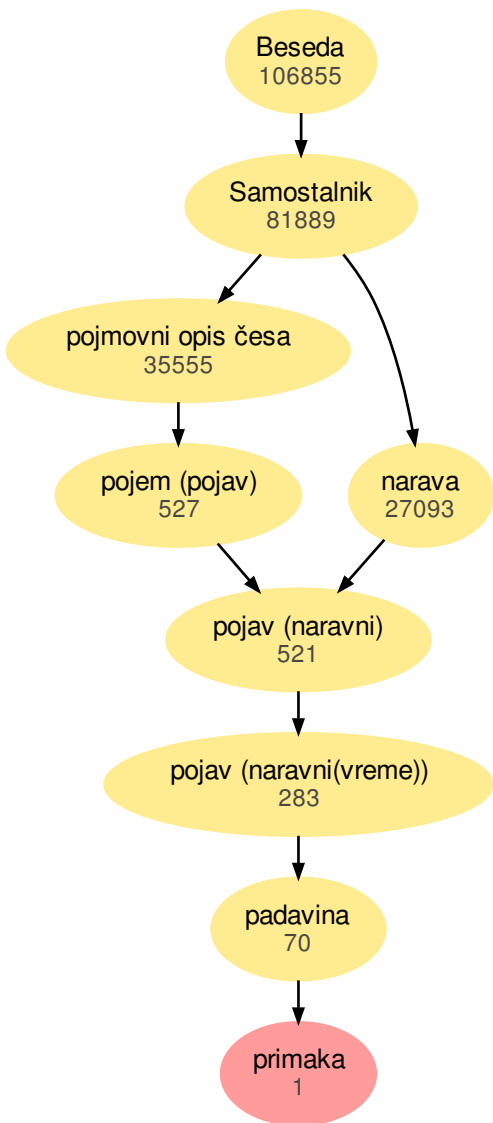 Beseda
106855
Samostalnik
81889
pojmovni opis česa
35555
pojem (pojav)
527
narava
27093
pojav (naravni)
521
pojav (naravni(vreme))
283
padavina
70
primaka
1